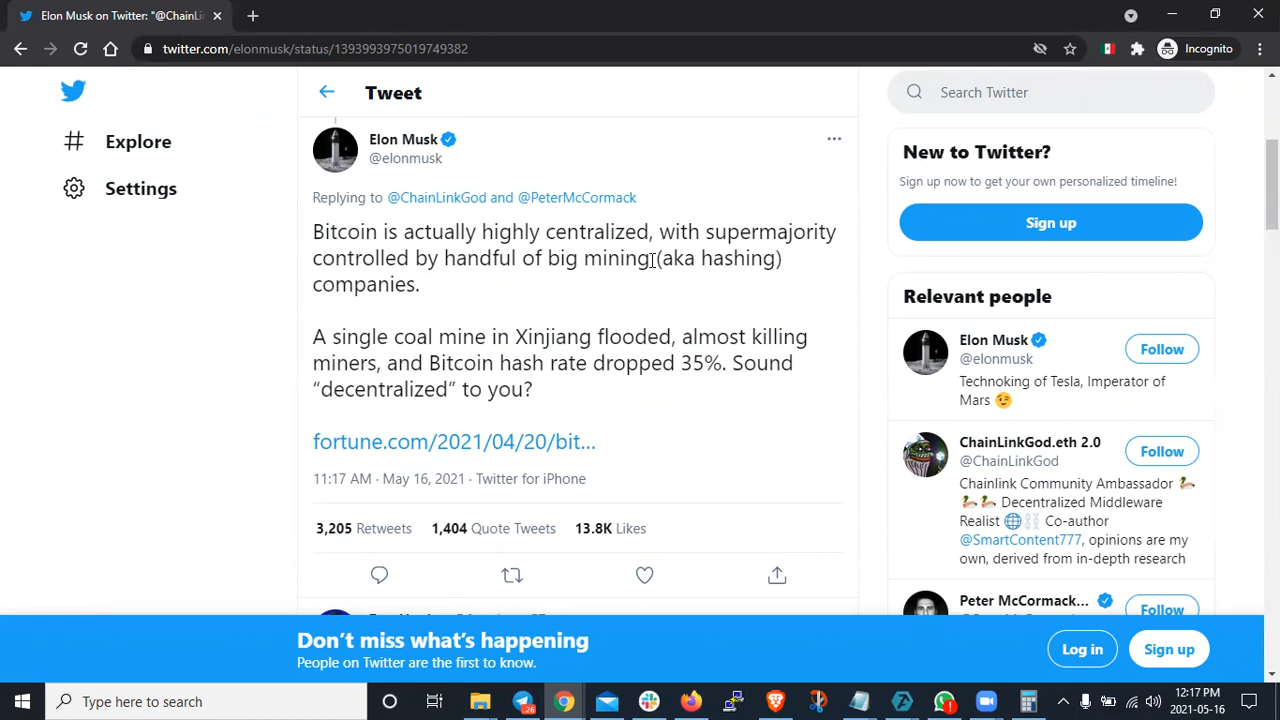 Elon Musk on Twitter: "@ChainLi
twitter.com/elonmusk/status/1393993975019749382
Incognito
Explore
Settings
Tweet
Elon Musk
@elonmusk
Replying to @ChainLinkGod and @PeterMcCormack
Bitcoin is actually highly centralized, with supermajority
controlled by handful of big mining (aka hashing)
companies.
A single coal mine in Xinjiang flooded, almost killing
miners, and Bitcoin hash rate dropped 35%. Sound
“decentralized” to you?
fortune.com/2021/04/20/bit...
11:17 AM · May 16, 2021 · Twitter for iPhone
3,205 Retweets 1,404 Quote Tweets 13.8K Likes
Search Twitter
New to Twitter?
Sign up now to get your own personalized timeline!
Sign up
Relevant people
Elon Musk
@elonmusk
Follow
Technoking of Tesla, Imperator of
Mars
ChainLinkGod.eth 2.0
@ChainLinkGod
Follow
Chainlink Community Ambassador
Decentralized Middleware
Realist Co-author
@SmartContent777, opinions are my
own, derived from in-depth research
Peter McCormack...
Follow
Don’t miss what’s happening
People on Twitter are the first to know.
Log in
Sign up
Type here to search
26
12:17 PM
2021-05-16